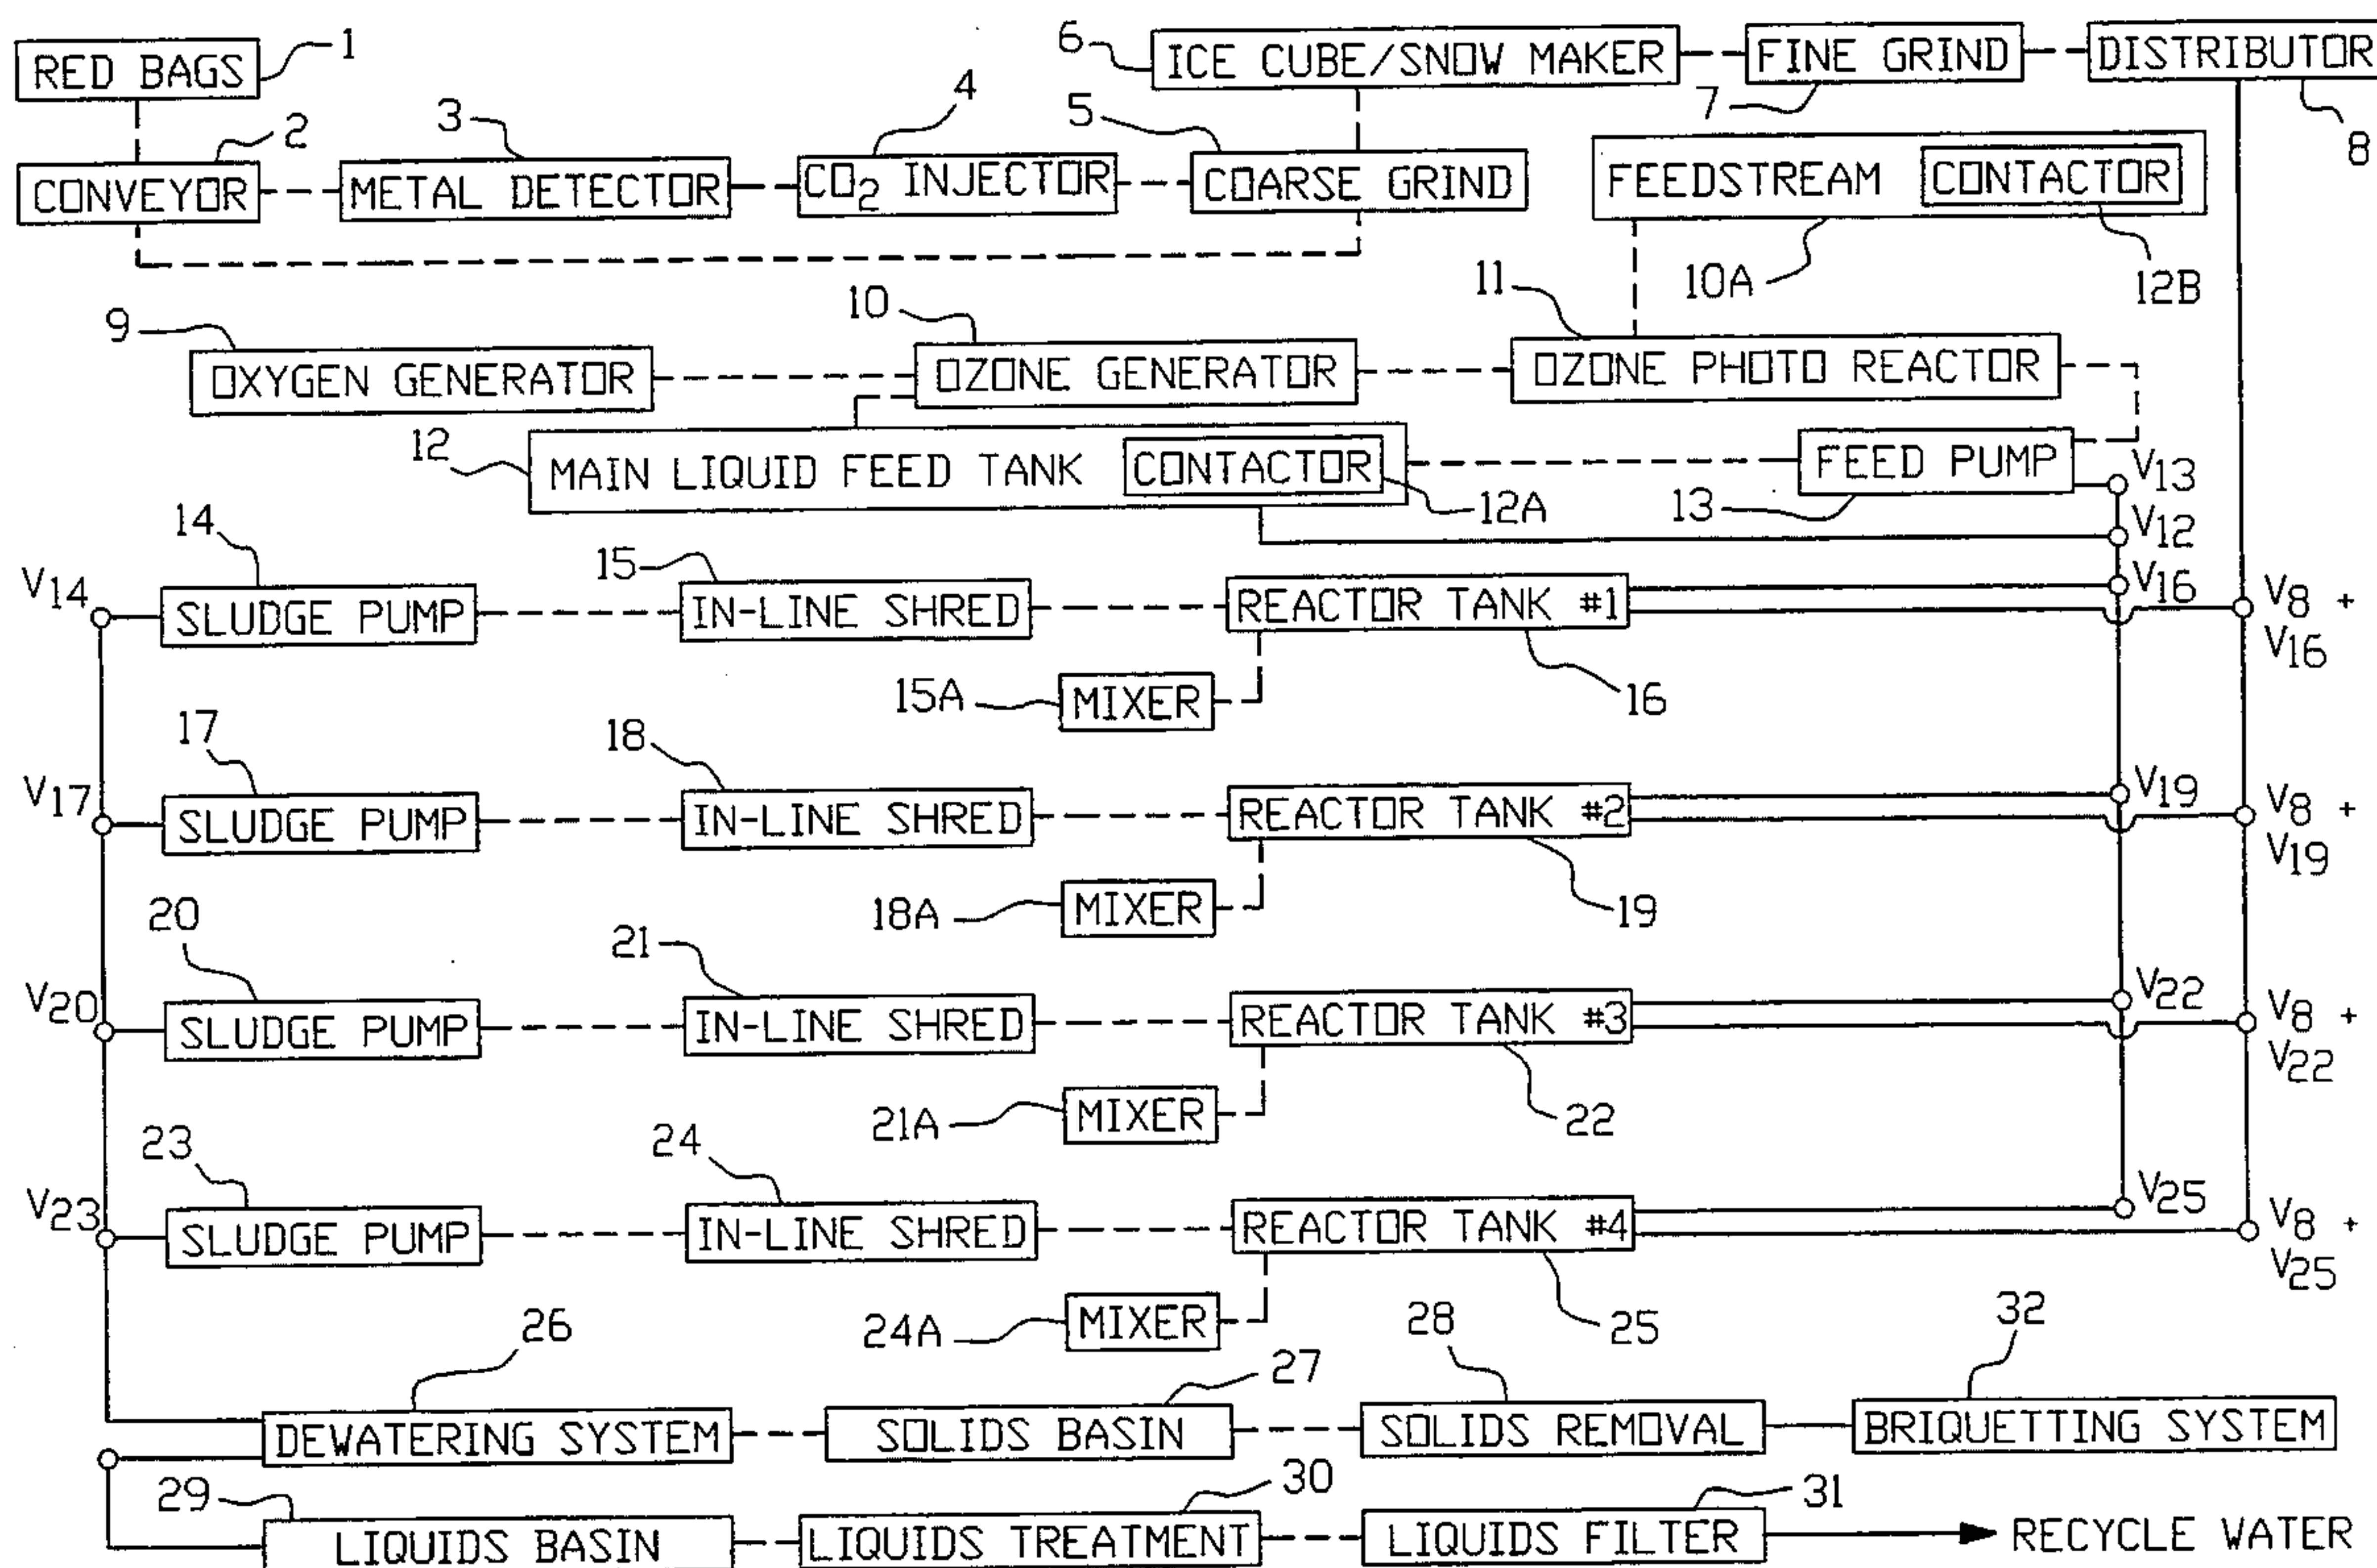 RED BAGS
1
6
ICE CUBE/SNOW MAKER
FINE GRIND
DISTRIBUTOR
7
8
2
3
4
5
CONVEYOR
METAL DETECTOR
CO2 INJECTOR
COARSE GRIND
FEEDSTREAM
CONTACTOR
10A
12B
9
10
11
OXYGEN GENERATOR
OZONE GENERATOR
OZONE PHOTO REACTOR
12
MAIN LIQUID FEED TANK
CONTACTOR
12A
FEED PUMP
13
V13
V12
14
15
V14
SLUDGE PUMP
IN-LINE SHRED
REACTOR TANK #1
V16
V8 +
V16
15A
MIXER
16
17
18
V17
SLUDGE PUMP
IN-LINE SHRED
REACTOR TANK #2
V19
V8 +
V19
18A
MIXER
19
20
21
V20
SLUDGE PUMP
IN-LINE SHRED
REACTOR TANK #3
V22
V8 +
V22
21A
MIXER
22
23
24
V23
SLUDGE PUMP
IN-LINE SHRED
REACTOR TANK #4
V25
V8 +
V25
24A
MIXER
25
26
27
28
32
DEWATERING SYSTEM
SOLIDS BASIN
SOLIDS REMOVAL
BRIQUETTING SYSTEM
29
30
31
LIQUIDS BASIN
LIQUIDS TREATMENT
LIQUIDS FILTER
RECYCLE WATER